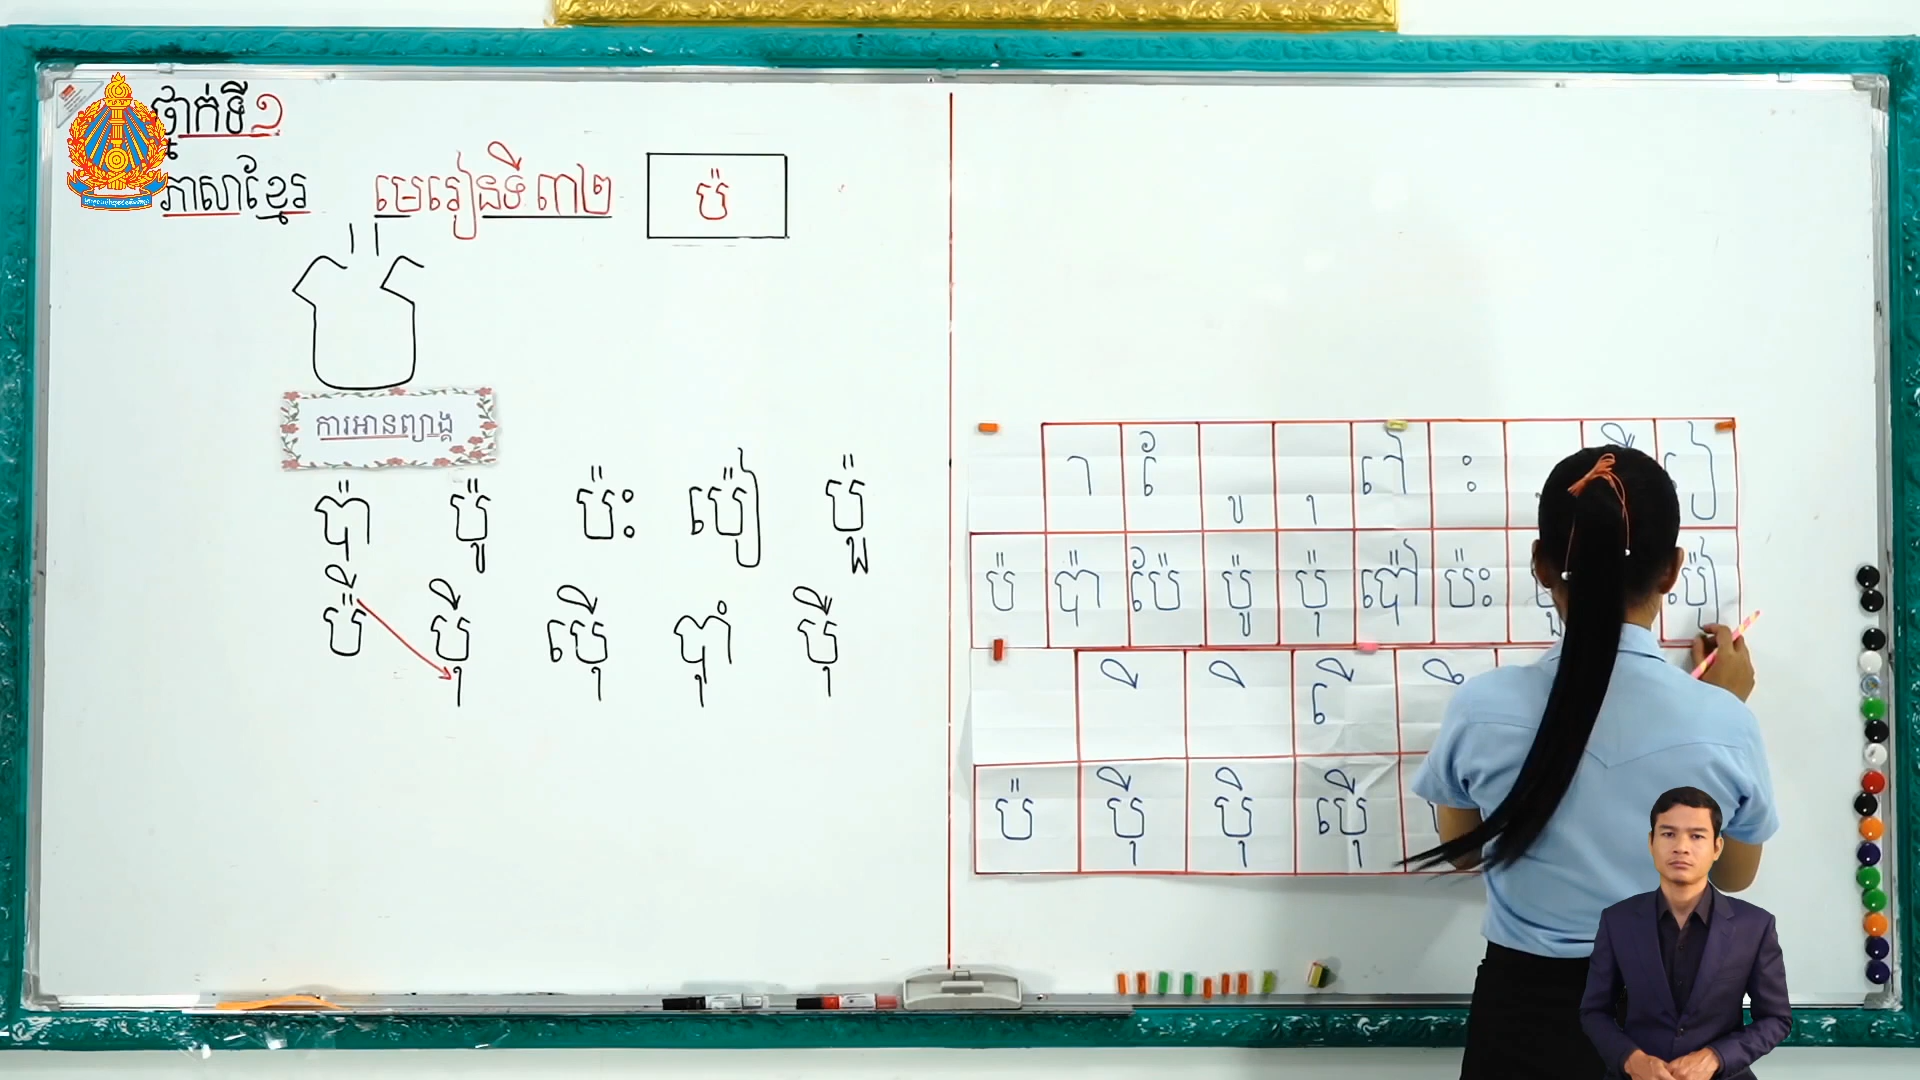 ថ្នាក់ទី១
ភាសាខ្មែរ មេរៀនទី ៣២ ប៉
ប៉
ការអានព្យាង្គ
ប៉ា ប៉ូ ប៉ះ ប៉ៀ ប៉ួ
ប៉ី ប៊ី ប៊ើ ប៉ាំ ប៊ិ
ា ែ ូ ុ ៅ ះ ៀ
ប៉ ប៉ា ប៉ែ ប៉ូ ប៉ុ ប៉ៅ ប៉ះ ប៉ួ ប៉ៀ
ី ិ ើ ឺ
ប៉ ប៉ី ប៉ិ ប៉ើ